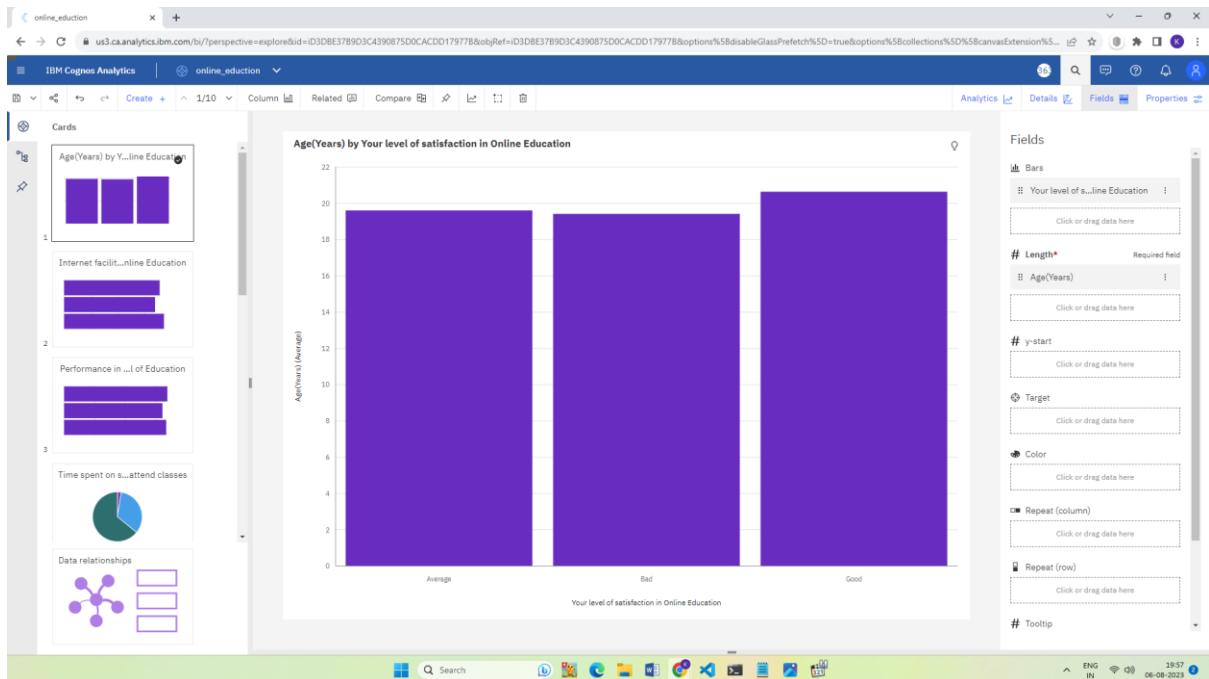 online_eduction
us3.ca.analytics.ibm.com/bi/?perspective=explore&id=iD3DBE37B9D3C4390875D0CACDD17977B&objRef=iD3DBE37B9D3C4390875D0CACDD17977B&options%5BdisableGlassPrefetch%5D=true&options%5Bcollections%5D%5BcanvasExtension%5...
K
IBM Cognos Analytics
online_eduction
36
Create +
1/10
Column
Related
Compare
Analytics
Details
Fields
Properties
Cards
Age(Years) by Y...line Education
1
Internet facilit...nline Education
2
Performance in ...l of Education
3
Time spent on s...attend classes
Data relationships
Age(Years) by Your level of satisfaction in Online Education
22
20
18
16
14
12
10
8
6
4
2
0
Age(Years) (Average)
Average
Bad
Good
Your level of satisfaction in Online Education
Fields
Bars
Your level of s...line Education
Click or drag data here
# Length*
Required field
Age(Years)
Click or drag data here
# y-start
Click or drag data here
Target
Click or drag data here
Color
Click or drag data here
Repeat (column)
Click or drag data here
Repeat (row)
Click or drag data here
# Tooltip
Search
ENG
IN
19:57
06-08-2023
2